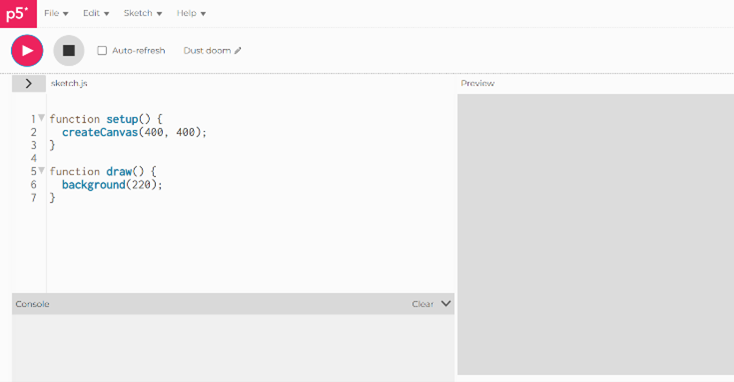 p5* File Edit Sketch Help
Auto-refresh Dust doom
sketch.js Preview
1 function setup() {
2 createCanvas(400, 400);
3 }
4
5 function draw() {
6 background(220);
7 }
Console Clear